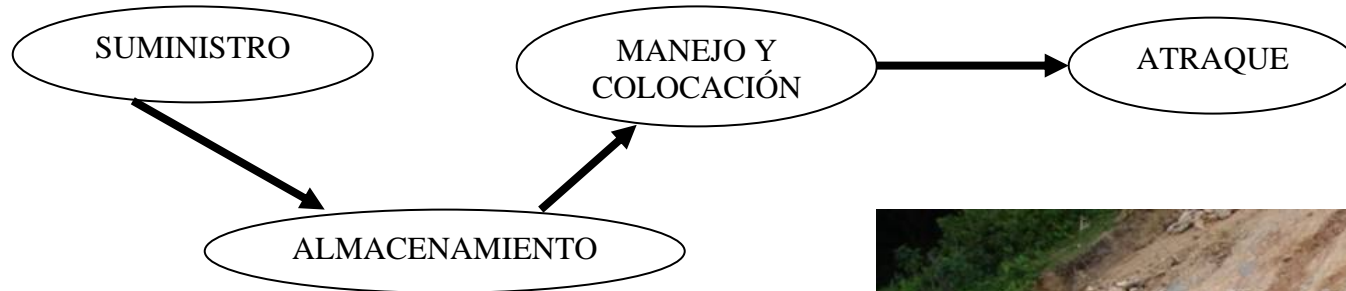 SUMINISTRO
ALMACENAMIENTO
MANEJO Y
COLOCACIÓN
ATRAQUE